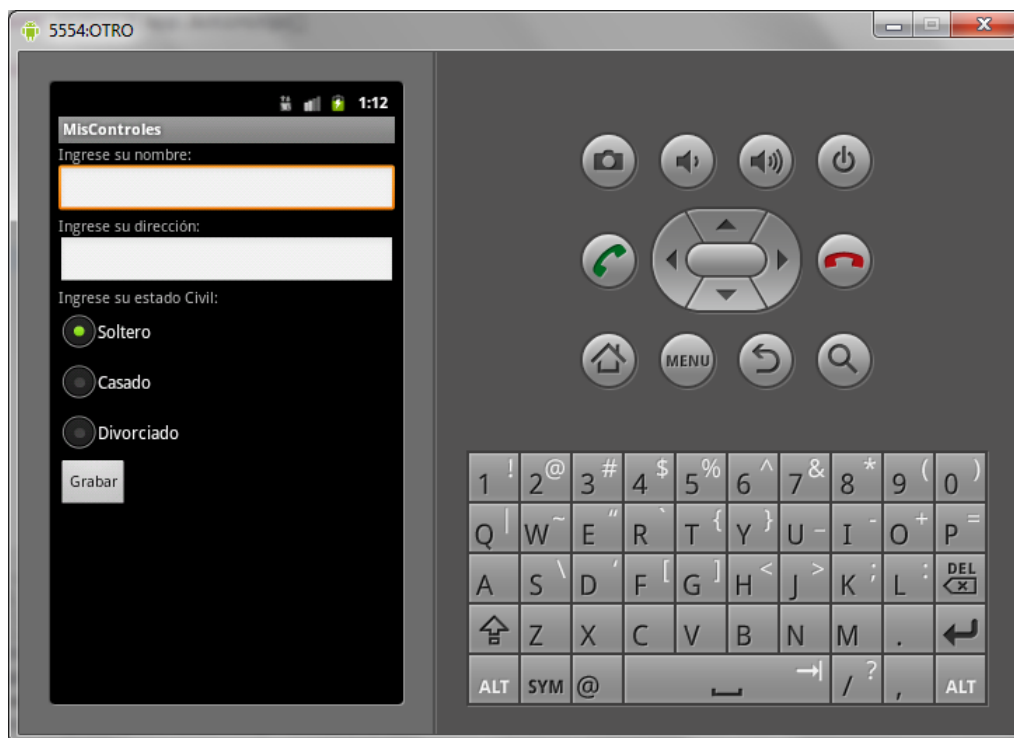 5554:OTRO
1:12
MisControles
Ingrese su nombre:
Ingrese su dirección:
Ingrese su estado Civil:
Soltero
Casado
Divorciado
Grabar
MENU
1 ! 2 @ 3 # 4 $ 5 % 6 ^ 7 & 8 * 9 ( 0 )
Q | W ~ E " R ` T { Y } U _ I - O + P =
A S \ D ' F [ G ] H < J > K ; L : DEL
Z X C V B N M .
ALT SYM @ / ? , ALT